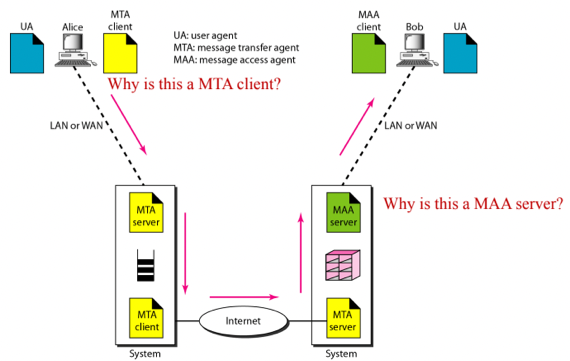 UA
Alice
MTA
client
UA: user agent
MTA: message transfer agent
MAA: message access agent
MAA
client
Bob
UA
Why is this a MTA client?
LAN or WAN
LAN or WAN
MTA
server
MAA
server
Why is this a MAA server?
MTA
client
Internet
MTA
server
System
System